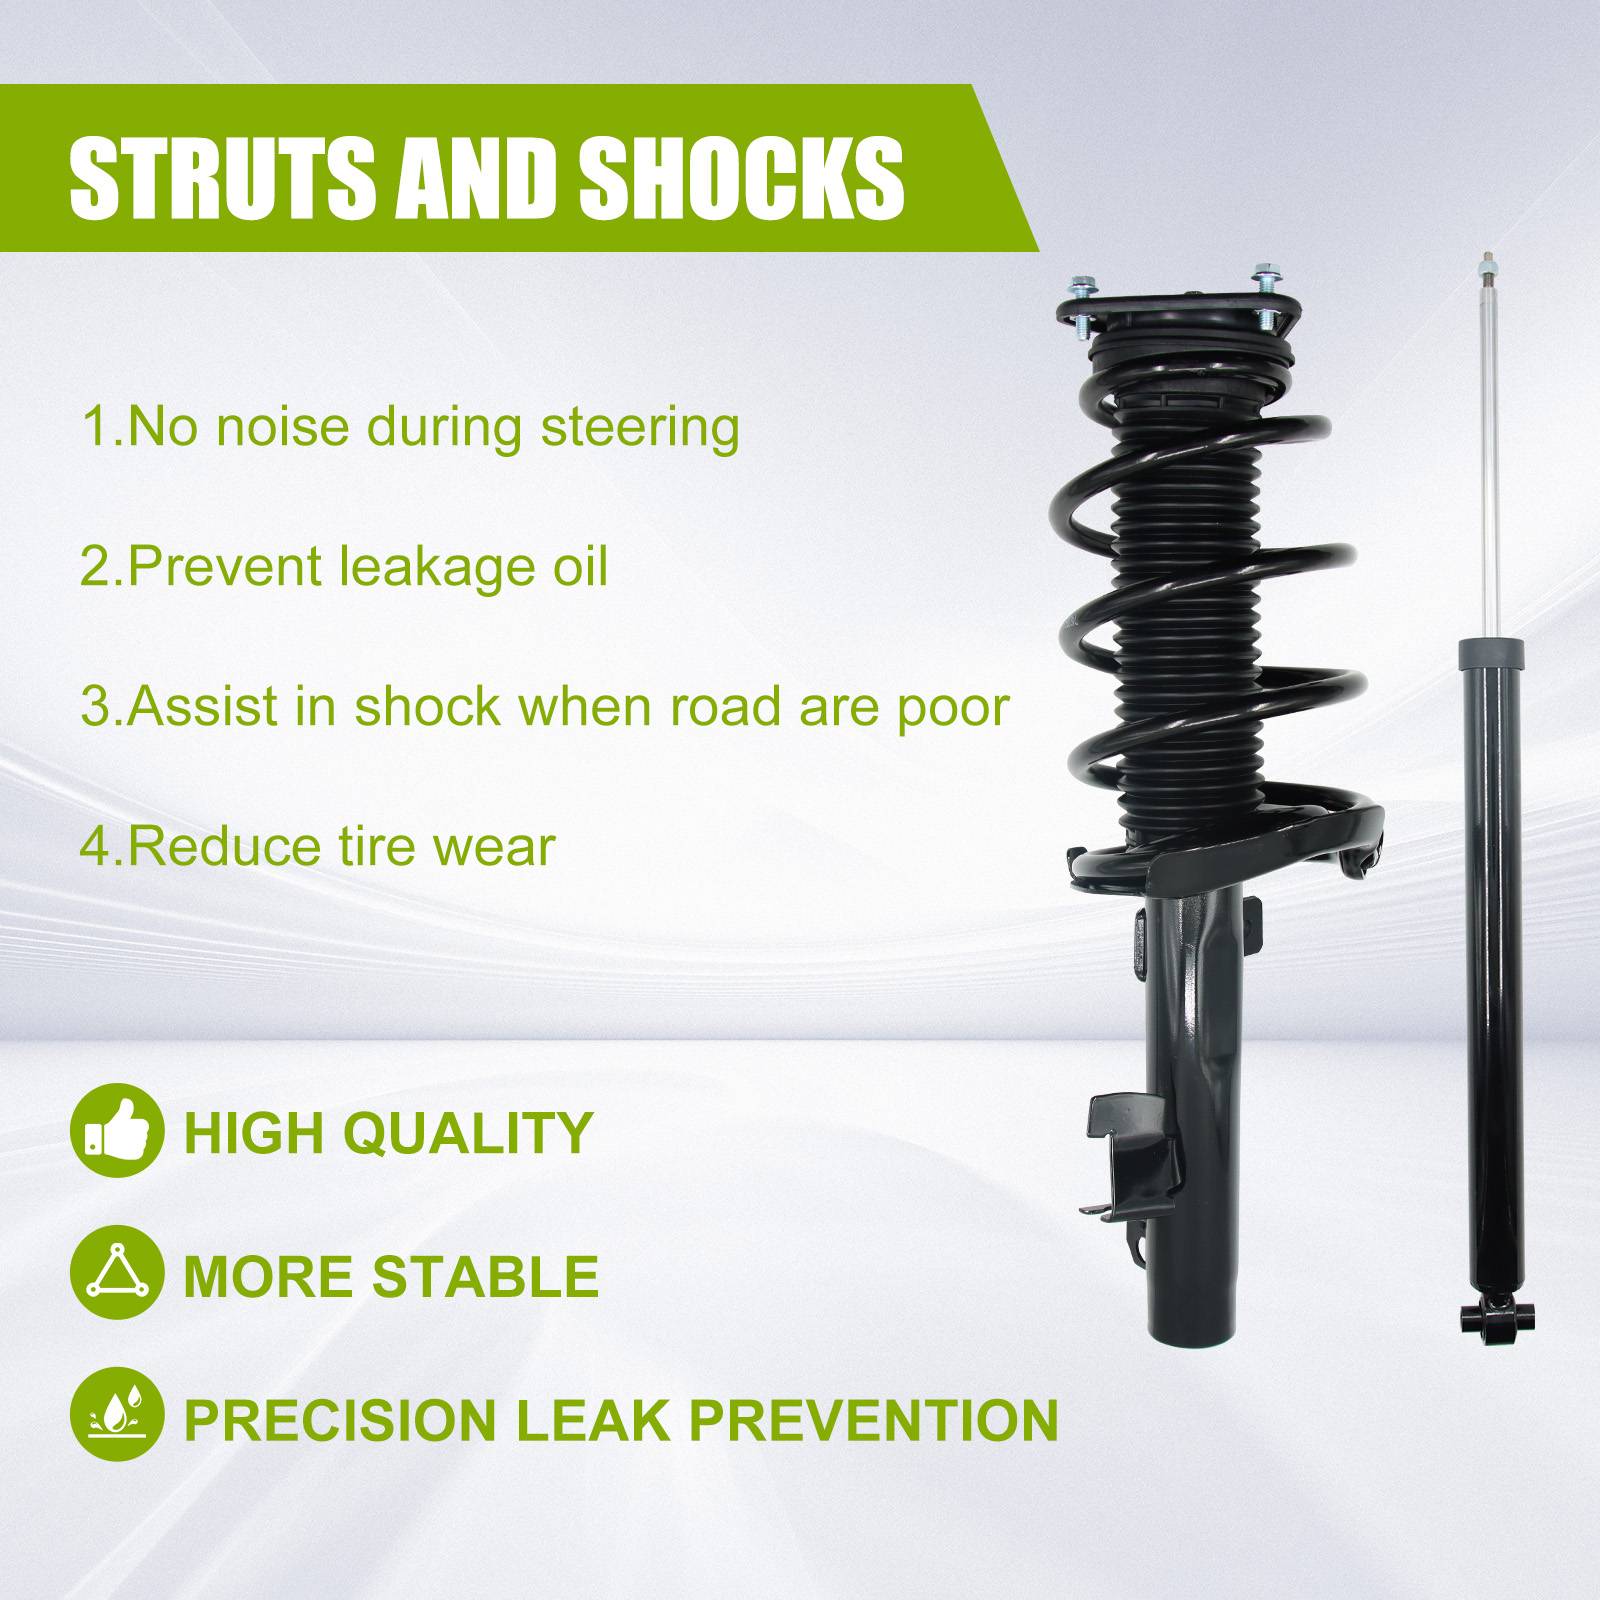 STRUTS AND SHOCKS
1.No noise during steering
2.Prevent leakage oil
3.Assist in shock when road are poor
4.Reduce tire wear
HIGH QUALITY
MORE STABLE
PRECISION LEAK PREVENTION